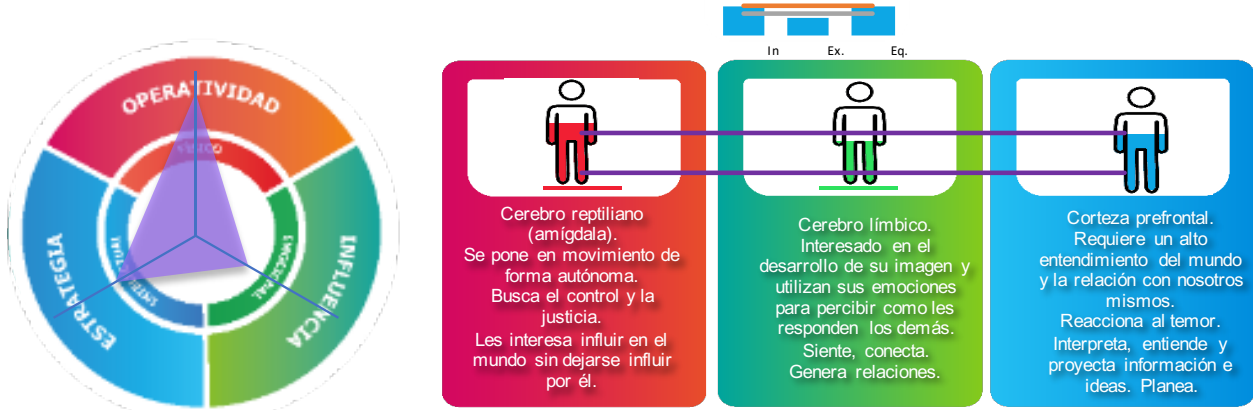 OPERATIVIDAD
ESTRATEGIA
INFLUENCIA
In Ex. Eq.
Cerebro reptiliano
(amígdala).
Se pone en movimiento de
forma autónoma.
Busca el control y la
justicia.
Les interesa influir en el
mundo sin dejarse influir
por él.
Cerebro límbico.
Interesado en el
desarrollo de su imagen y
utilizan sus emociones
para percibir como les
responden los demás.
Siente, conecta.
Genera relaciones.
Corteza prefrontal.
Requiere un alto
entendimiento del mundo
y la relación con nosotros
mismos.
Reacciona al temor.
Interpreta, entiende y
proyecta información e
ideas. Planea.